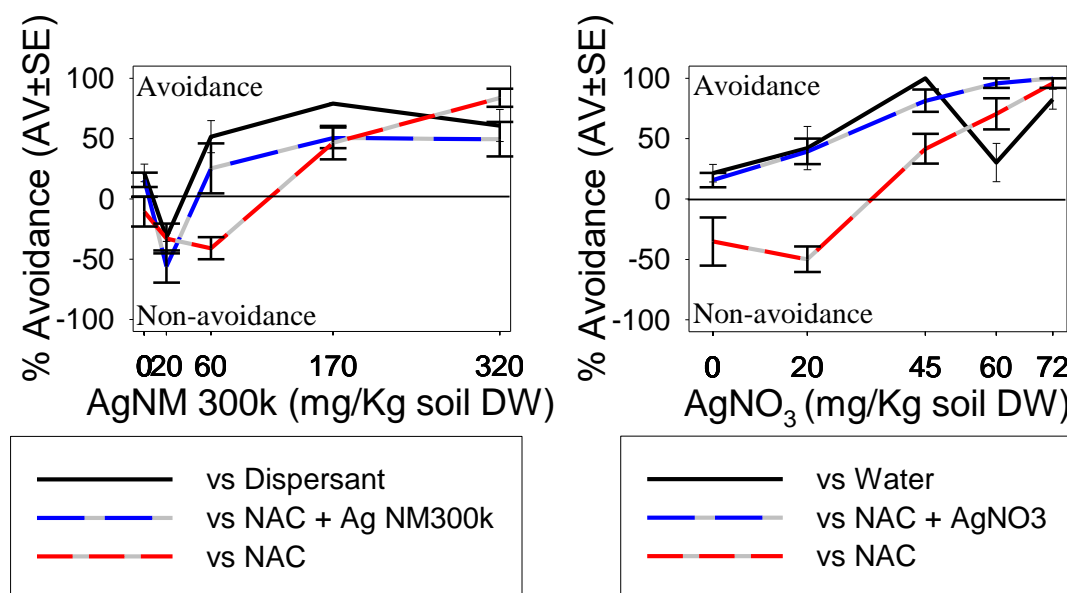 % Avoidance (AV±SE)
100
50
0
-50
-100
Avoidance
Non-avoidance
0 20 60 170 320
AgNM 300k (mg/Kg soil DW)
vs Dispersant
vs NAC + Ag NM300k
vs NAC
% Avoidance (AV±SE)
100
50
0
-50
-100
Avoidance
Non-avoidance
0 20 45 60 72
AgNO₃ (mg/Kg soil DW)
vs Water
vs NAC + AgNO3
vs NAC